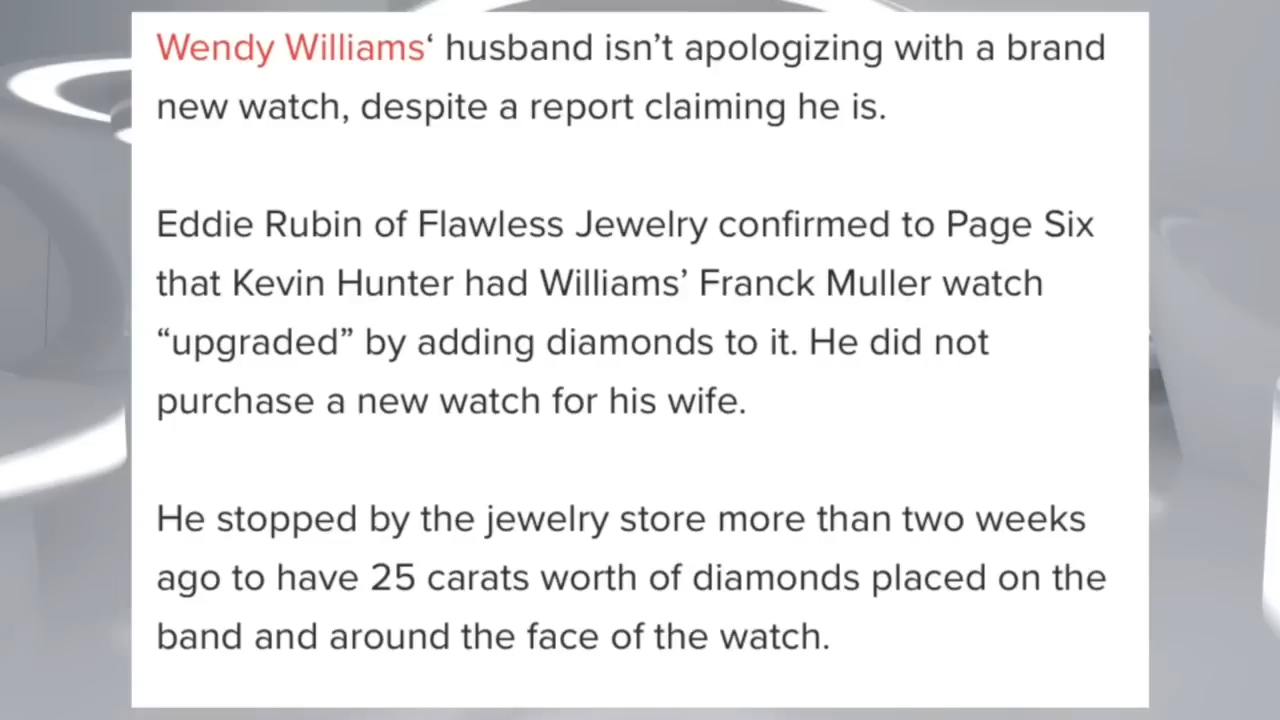 Wendy Williams‘ husband isn’t apologizing with a brand
new watch, despite a report claiming he is.
Eddie Rubin of Flawless Jewelry confirmed to Page Six
that Kevin Hunter had Williams’ Franck Muller watch
“upgraded” by adding diamonds to it. He did not
purchase a new watch for his wife.
He stopped by the jewelry store more than two weeks
ago to have 25 carats worth of diamonds placed on the
band and around the face of the watch.